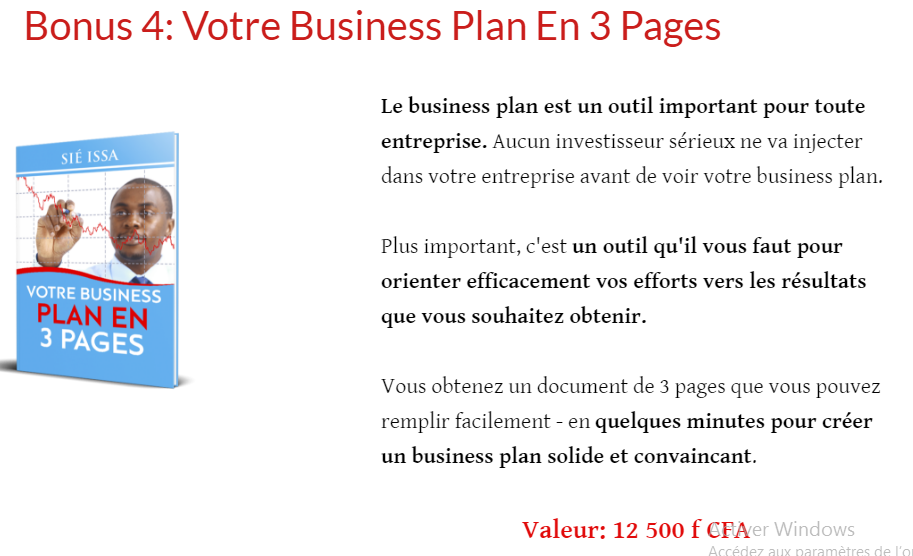 Bonus 4: Votre Business Plan En 3 Pages
SIÉ ISSA
VOTRE BUSINESS
PLAN EN
3 PAGES
Le business plan est un outil important pour toute
entreprise. Aucun investisseur sérieux ne va injecter
dans votre entreprise avant de voir votre business plan.
Plus important, c'est un outil qu'il vous faut pour
orienter efficacement vos efforts vers les résultats
que vous souhaitez obtenir.
Vous obtenez un document de 3 pages que vous pouvez
remplir facilement - en quelques minutes pour créer
un business plan solide et convaincant.
Valeur: 12 500 f CFA
Activer Windows
Accédez aux paramètres de l'o